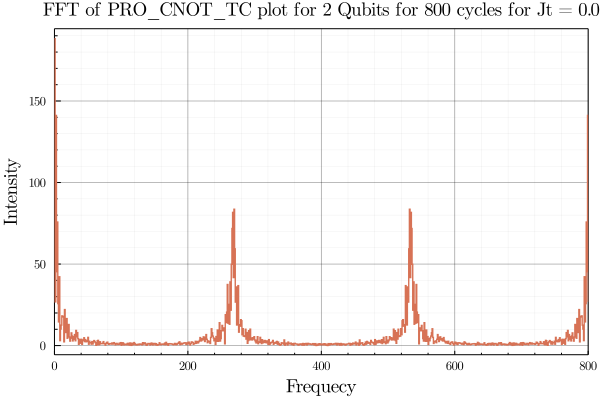 FFT of PRO_CNOT_TC plot for 2 Qubits for 800 cycles for Jt = 0.0
Intensity
150
100
50
0
0 200 400 600 800
Frequecy